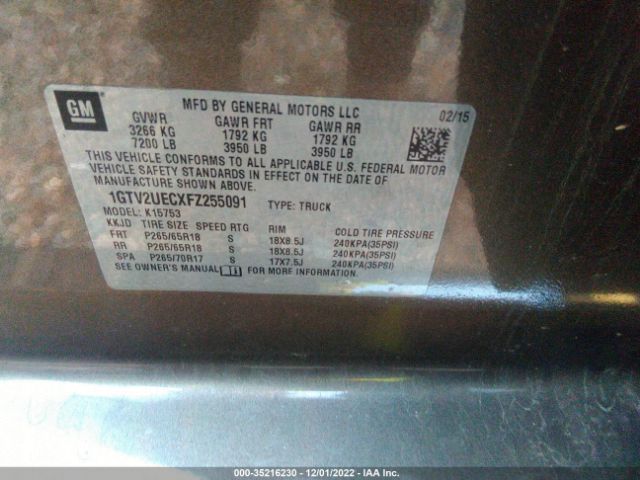 GM
MFD BY GENERAL MOTORS LLC
02/15
GVWR GAWR FRT GAWR RR
3266 KG 1792 KG 1792 KG
7200 LB 3950 LB 3950 LB
THIS VEHICLE CONFORMS TO ALL APPLICABLE U.S. FEDERAL MOTOR
VEHICLE SAFETY STANDARDS IN EFFECT ON THE DATE OF
MANUFACTURE SHOWN ABOVE.
1GTV2UECXFZ255091 TYPE: TRUCK
MODEL: K15753
KKJD TIRE SIZE SPEED RTG RIM COLD TIRE PRESSURE
FRT P265/65R18 S 18X8.5J 240KPA(35PSI)
RR P265/65R18 S 18X8.5J 240KPA(35PSI)
SPA P265/70R17 S 17X7.5J 240KPA(35PSI)
SEE OWNER'S MANUAL FOR MORE INFORMATION.
000-35216230 - 12/01/2022 - IAA Inc.